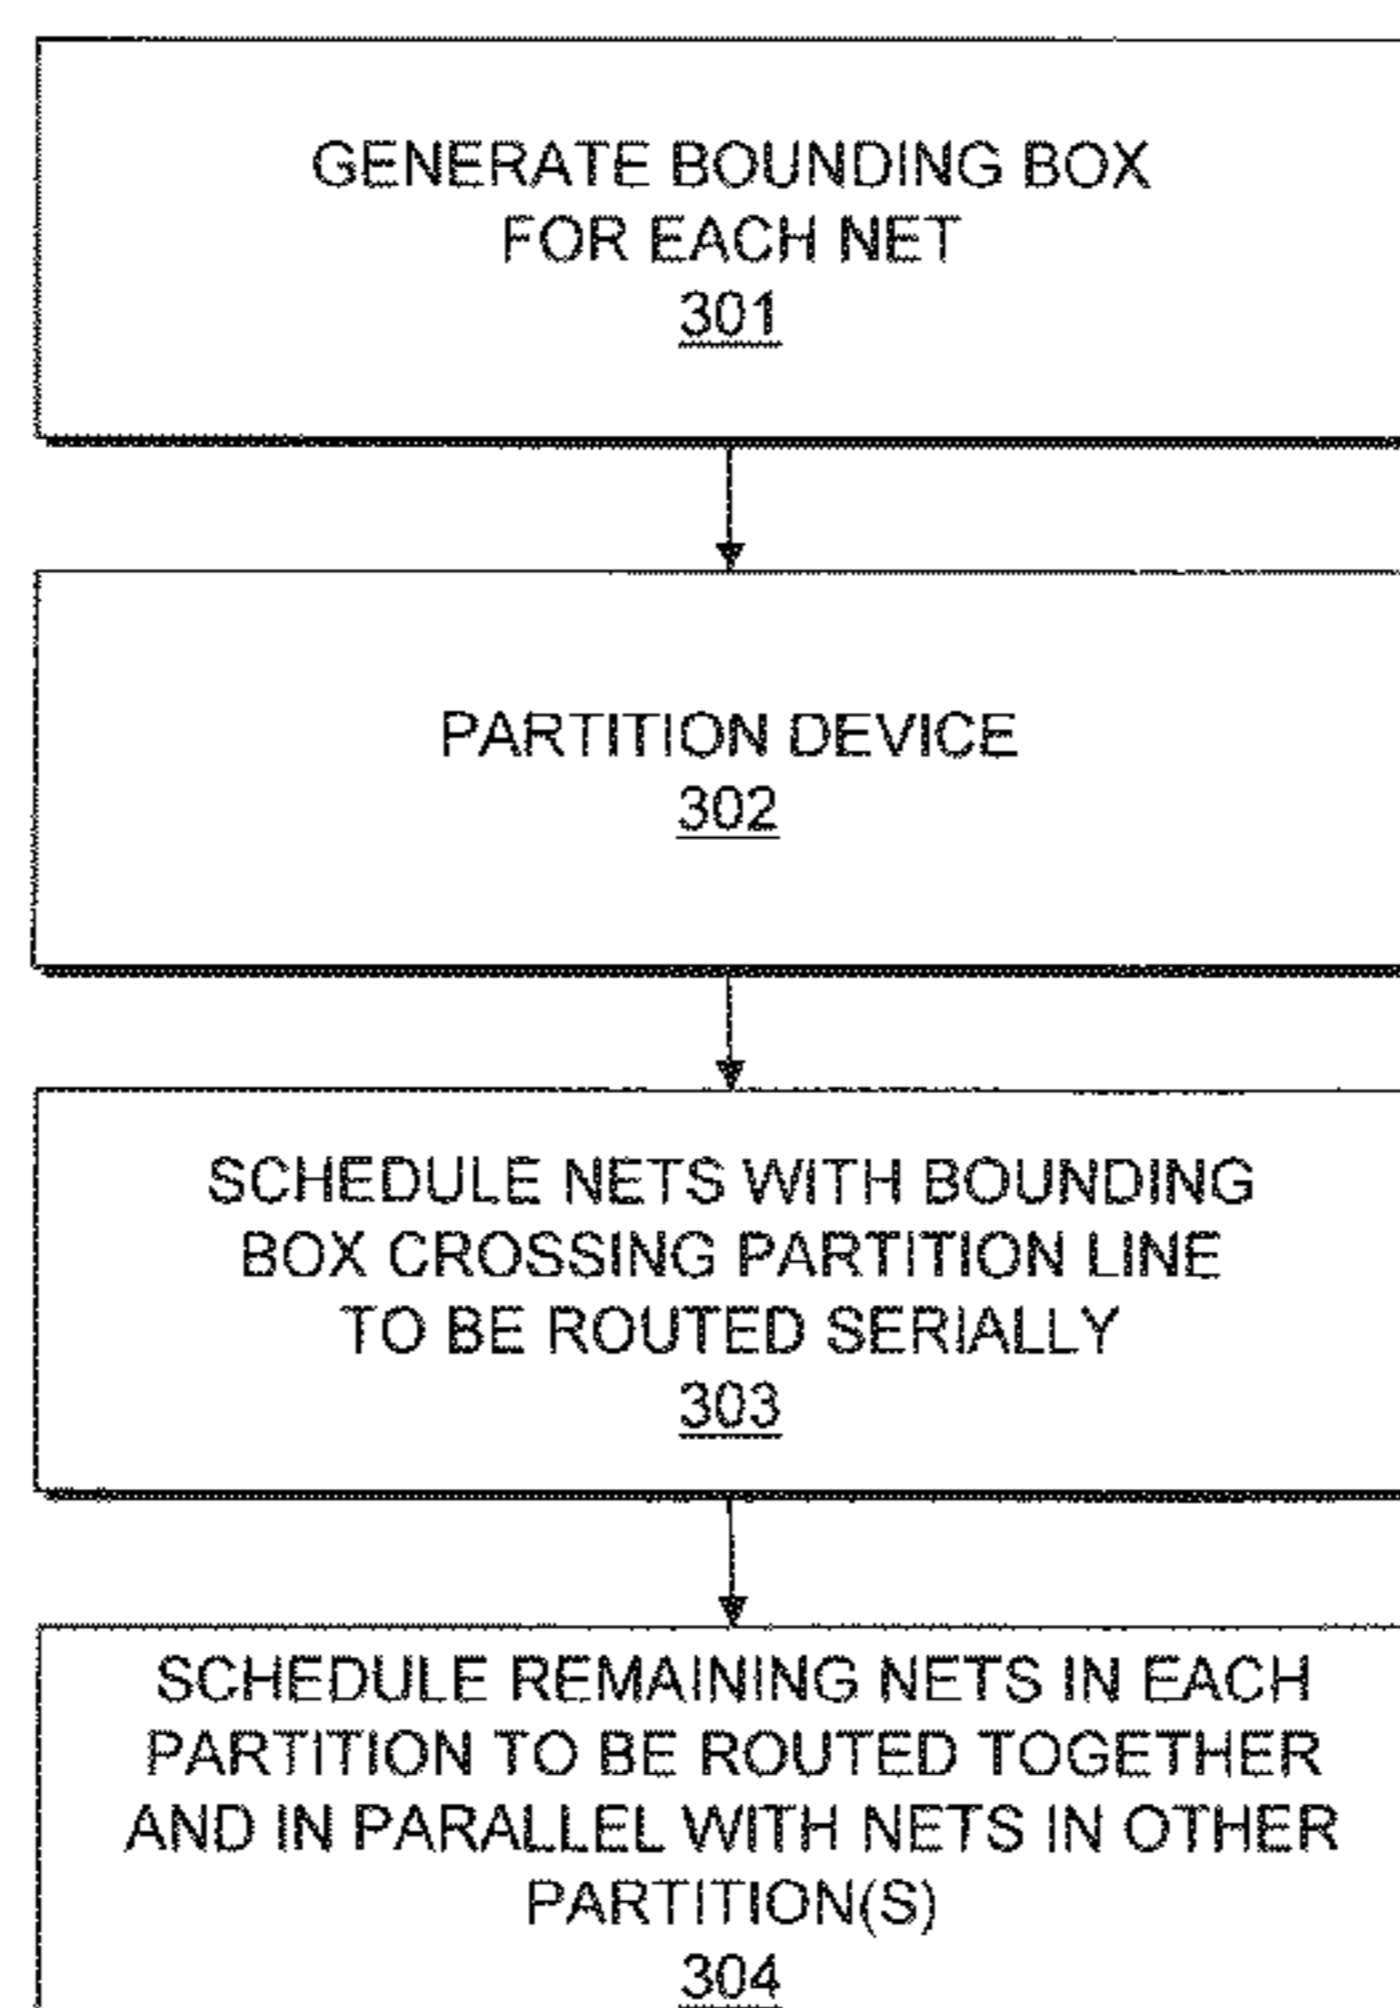 GENERATE BOUNDING BOX
FOR EACH NET
301
PARTITION DEVICE
302
SCHEDULE NETS WITH BOUNDING
BOX CROSSING PARTITION LINE
TO BE ROUTED SERIALLY
303
SCHEDULE REMAINING NETS IN EACH
PARTITION TO BE ROUTED TOGETHER
AND IN PARALLEL WITH NETS IN OTHER
PARTITION(S)
304